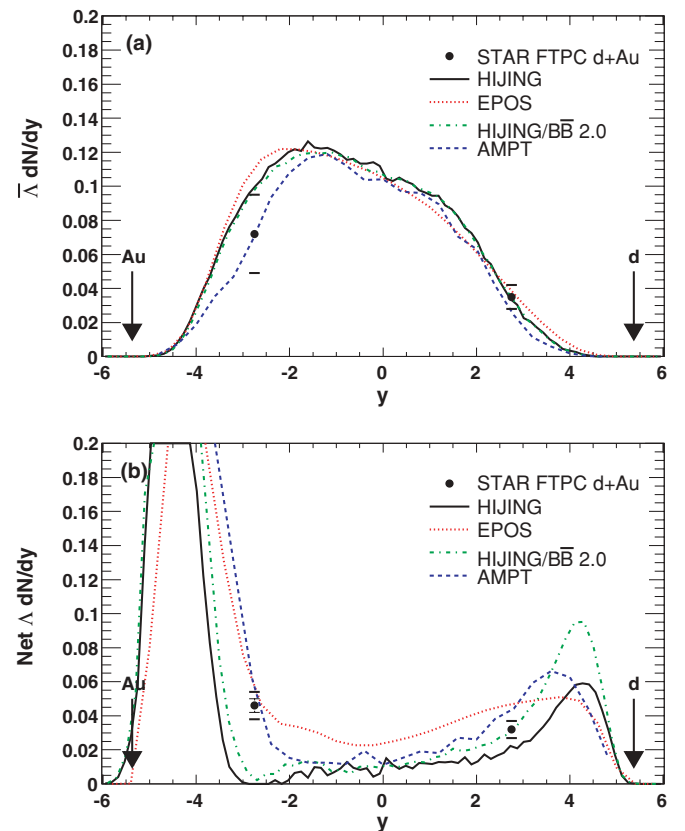 (a)
STAR FTPC d+Au
HIJING
EPOS
HIJING/BB̅ 2.0
AMPT
Λ̅ dN/dy
0.2
0.18
0.16
0.14
0.12
0.1
0.08
0.06
0.04
0.02
0
Au
d
-6 -4 -2 0 2 4 6
y
(b)
STAR FTPC d+Au
HIJING
EPOS
HIJING/BB̅ 2.0
AMPT
Net Λ dN/dy
0.2
0.18
0.16
0.14
0.12
0.1
0.08
0.06
0.04
0.02
0
Au
d
-6 -4 -2 0 2 4 6
y